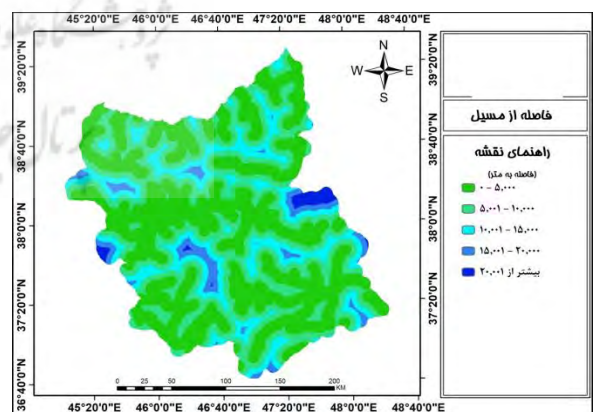 45°20'0"E 46°0'0"E 46°40'0"E 47°20'0"E 48°0'0"E 48°40'0"E
39°20'0"N
38°40'0"N
38°0'0"N
37°20'0"N
36°40'0"N
N
W E
S
39°20'0"N
38°40'0"N
38°0'0"N
37°20'0"N
فاصله از مسیل
راهنمای نقشه
(فاصله به متر)
۰ - ۵,۰۰۰
۵,۰۰۱ - ۱۰,۰۰۰
۱۰,۰۰۱ - ۱۵,۰۰۰
۱۵,۰۰۱ - ۲۰,۰۰۰
بیشتر از ۲۰,۰۰۱
0 25 50 100 150 200
KM
45°20'0"E 46°0'0"E 46°40'0"E 47°20'0"E 48°0'0"E 48°40'0"E